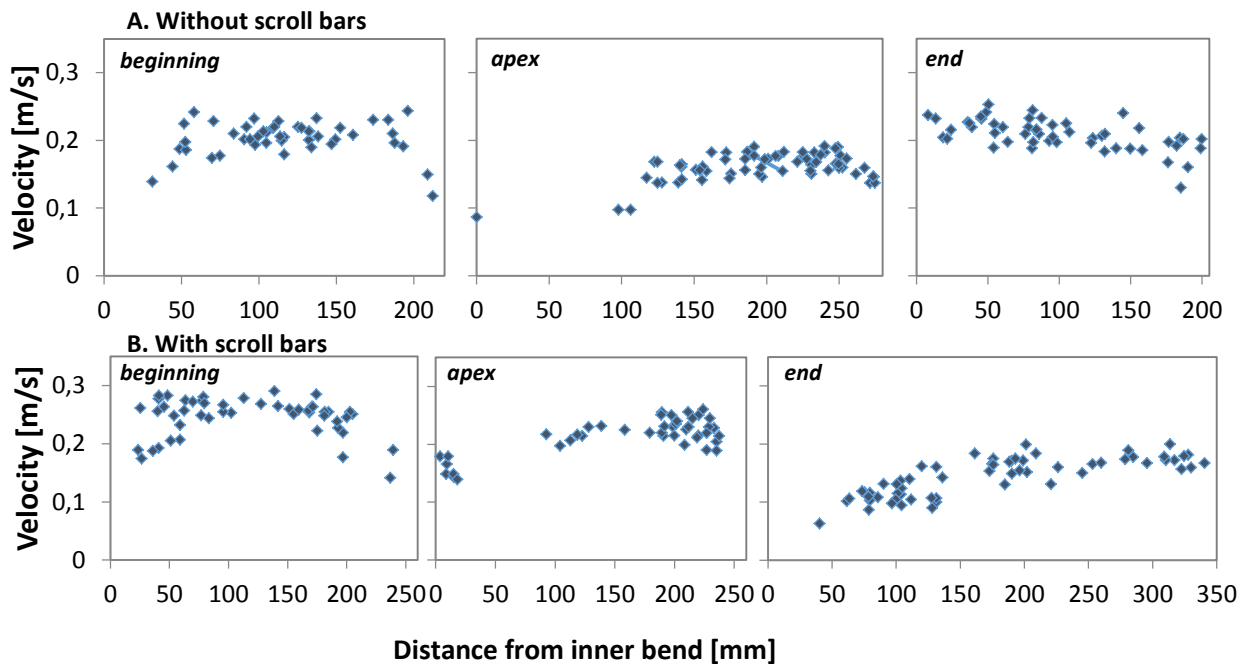 A. Without scroll bars
beginning
apex
end
Velocity [m/s]
0,3
0,2
0,1
0
0 50 100 150 200
0 50 100 150 200 250
0 50 100 150 200
B. With scroll bars
beginning
apex
end
Velocity [m/s]
0,3
0,2
0,1
0
0 50 100 150 200 250
0 50 100 150 200 250
0 50 100 150 200 250 300 350
Distance from inner bend [mm]